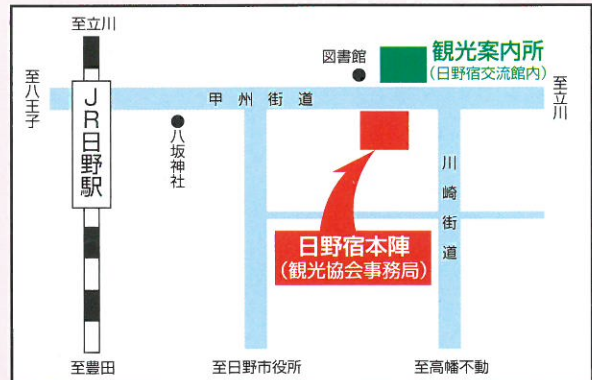 至立川
図書館
観光案内所
（日野宿交流館内）
至八王子
至立川
甲州街道
JR日野駅
八坂神社
川崎街道
日野宿本陣
（観光協会事務局）
至豊田
至日野市役所
至高幡不動